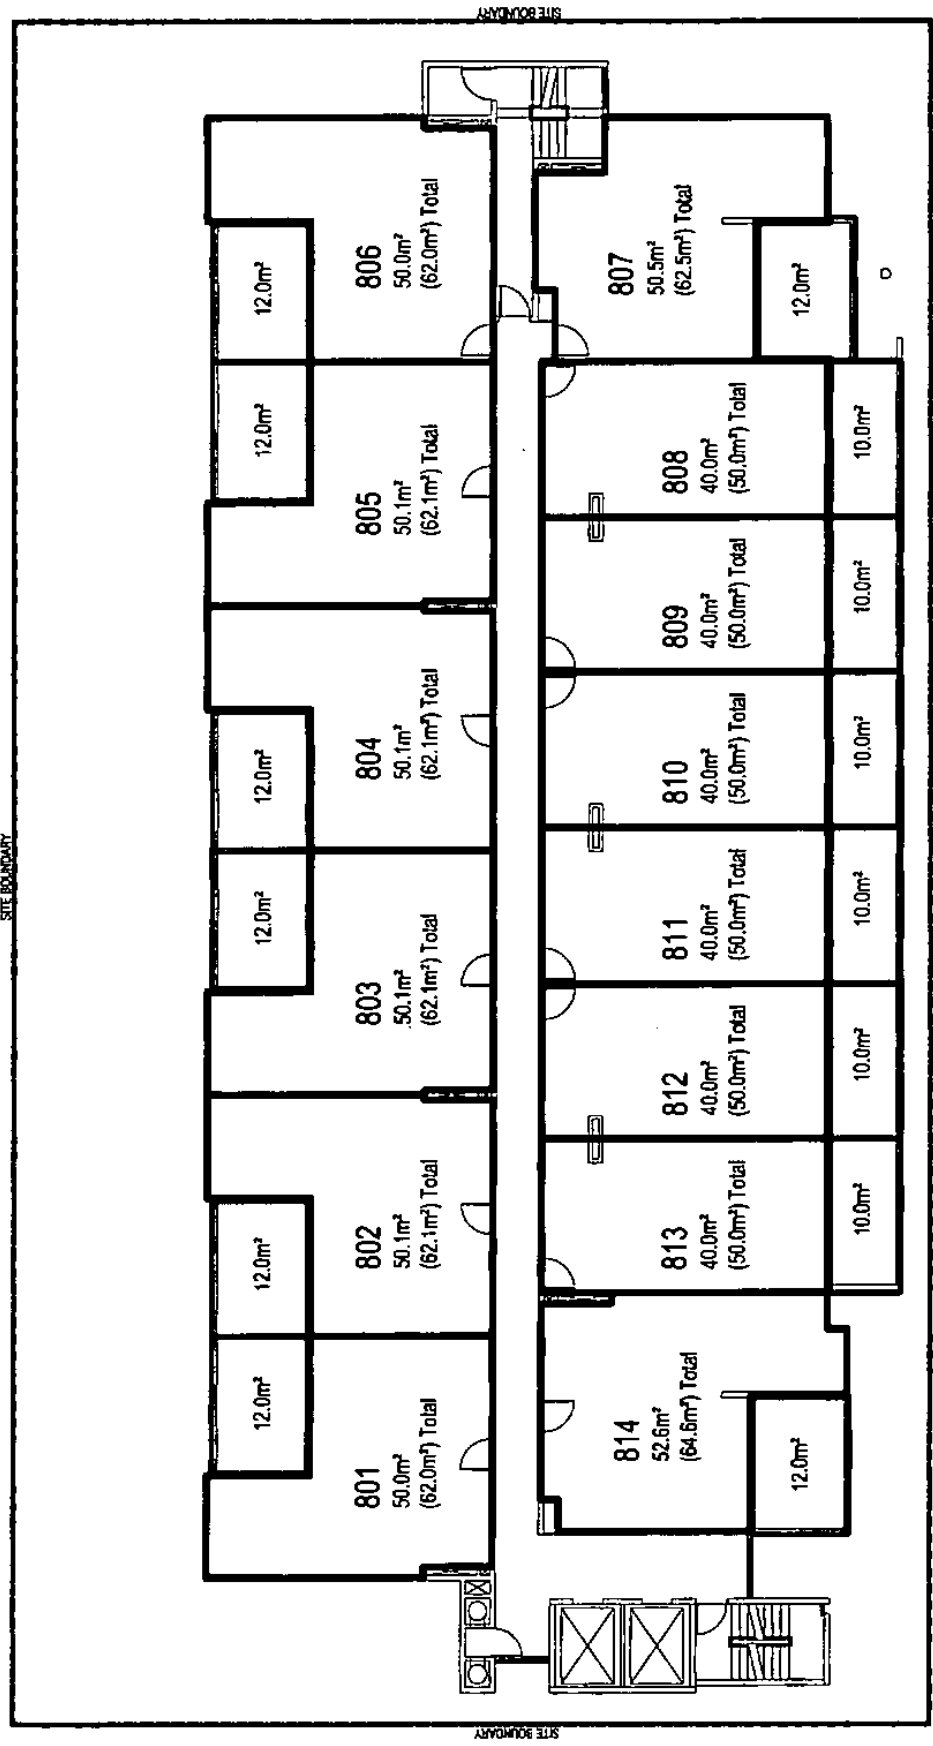 SITE BOUNDARY
SITE BOUNDARY
SITE BOUNDARY
12.0m²
801
50.0m²
(62.0m²) Total
12.0m²
802
50.1m²
(62.1m²) Total
12.0m²
803
50.1m²
(62.1m²) Total
12.0m²
804
50.1m²
(62.1m²) Total
12.0m²
805
50.1m²
(62.1m²) Total
12.0m²
806
50.0m²
(62.0m²) Total
814
52.6m²
(64.6m²) Total
12.0m²
813
40.0m²
(50.0m²) Total
10.0m²
812
40.0m²
(50.0m²) Total
10.0m²
811
40.0m²
(50.0m²) Total
10.0m²
810
40.0m²
(50.0m²) Total
10.0m²
809
40.0m²
(50.0m²) Total
10.0m²
808
40.0m²
(50.0m²) Total
10.0m²
807
50.5m²
(62.5m²) Total
12.0m²